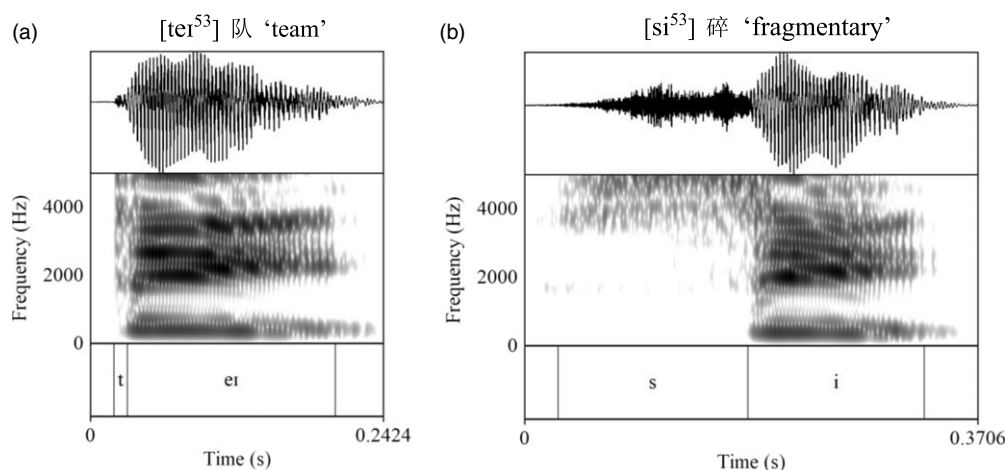 (a) [teɪ⁵³] 队 ‘team’
Frequency (Hz)
4000
2000
0
t eɪ
0 0.2424
Time (s)
(b) [si⁵³] 碎 ‘fragmentary’
Frequency (Hz)
4000
2000
0
s i
0 0.3706
Time (s)